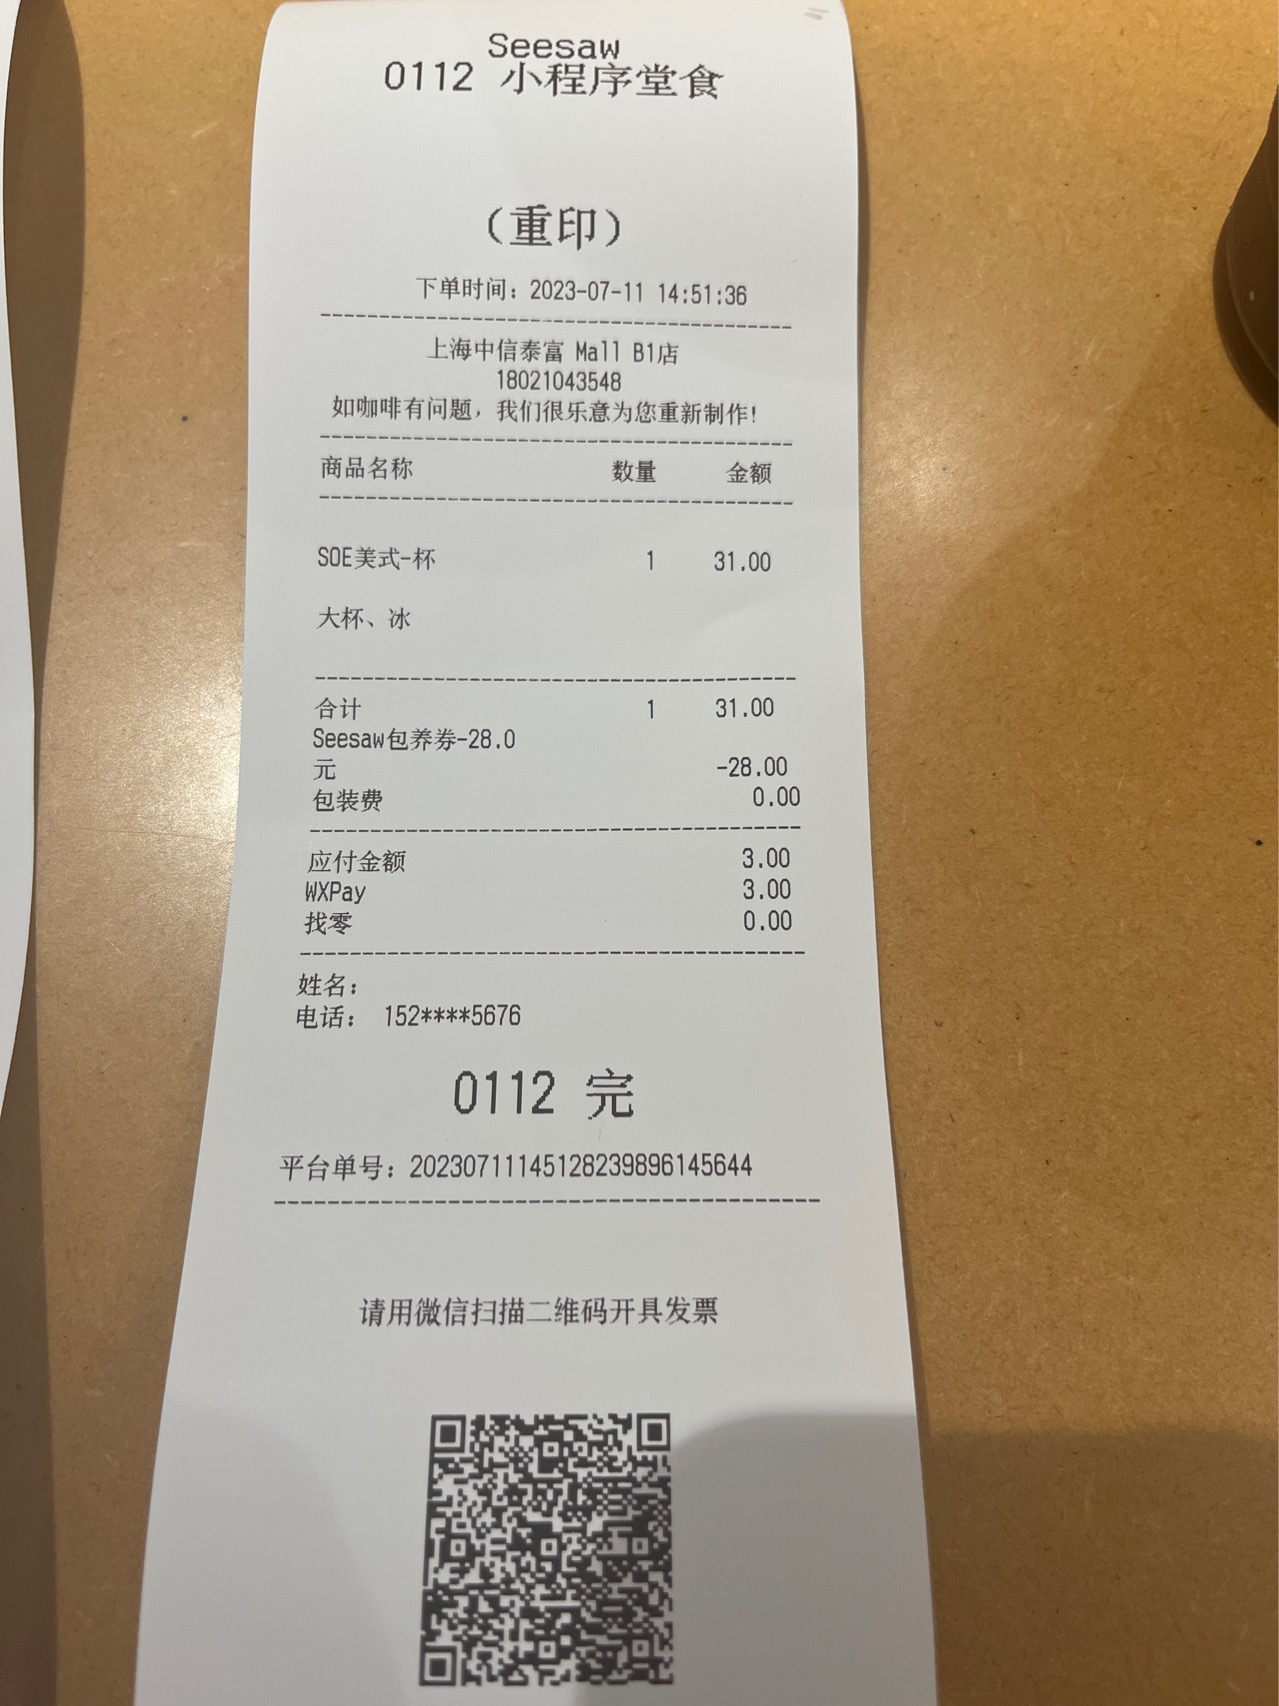 Seesaw
0112 小程序堂食
（重印）
下单时间：2023-07-11 14:51:36
上海中信泰富 Mall B1店
18021043548
如咖啡有问题，我们很乐意为您重新制作！
商品名称 数量 金额
SOE美式-杯 1 31.00
大杯、冰
合计 1 31.00
Seesaw包养券-28.0
元 -28.00
包装费 0.00
应付金额 3.00
WXPay 3.00
找零 0.00
姓名：
电话： 152****5676
0112 完
平台单号：2023071114512823989614564​4
请用微信扫描二维码开具发票